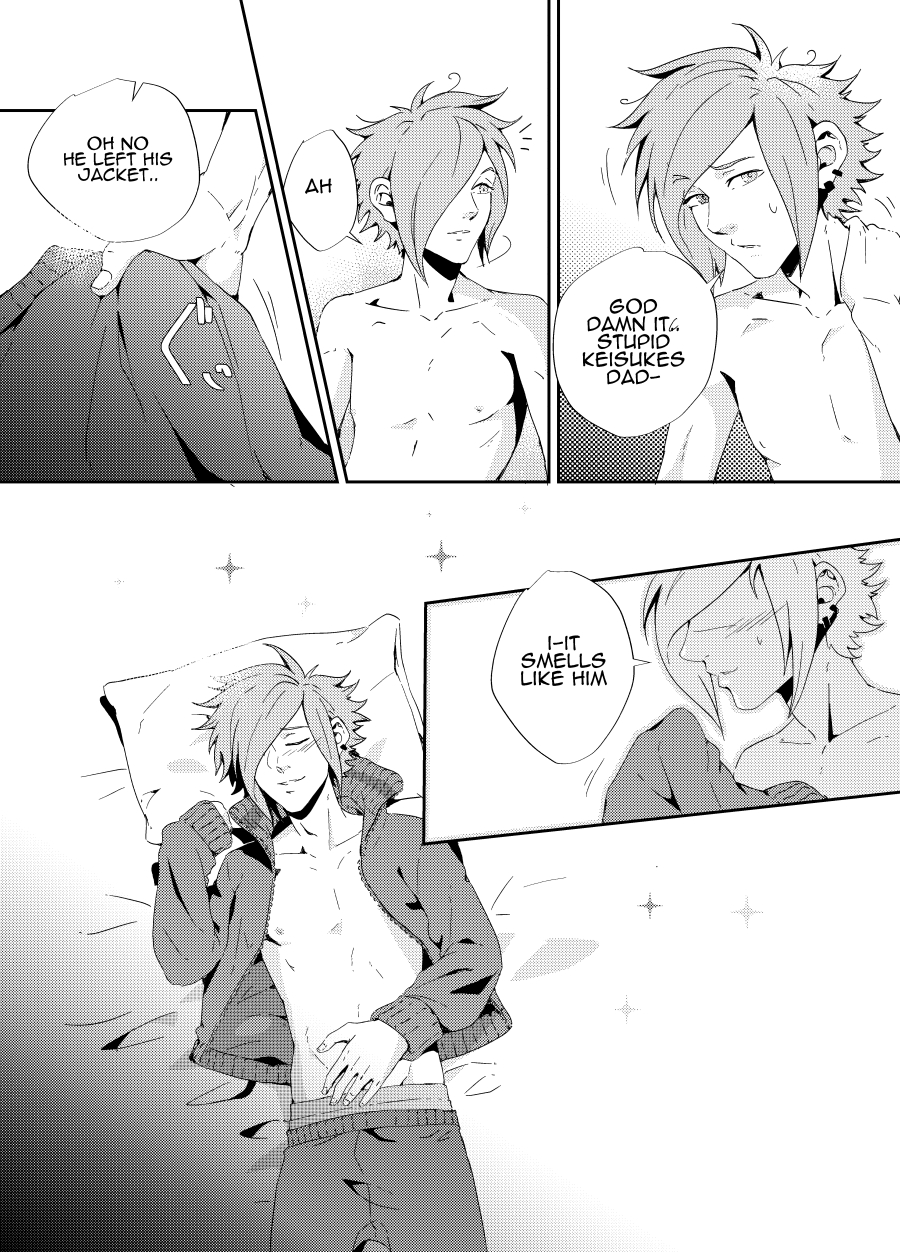 GOD
DAMN IT
STUPID
KEISUKES
DAD-
AH
OH NO
HE LEFT HIS
JACKET..
I-IT
SMELLS
LIKE HIM